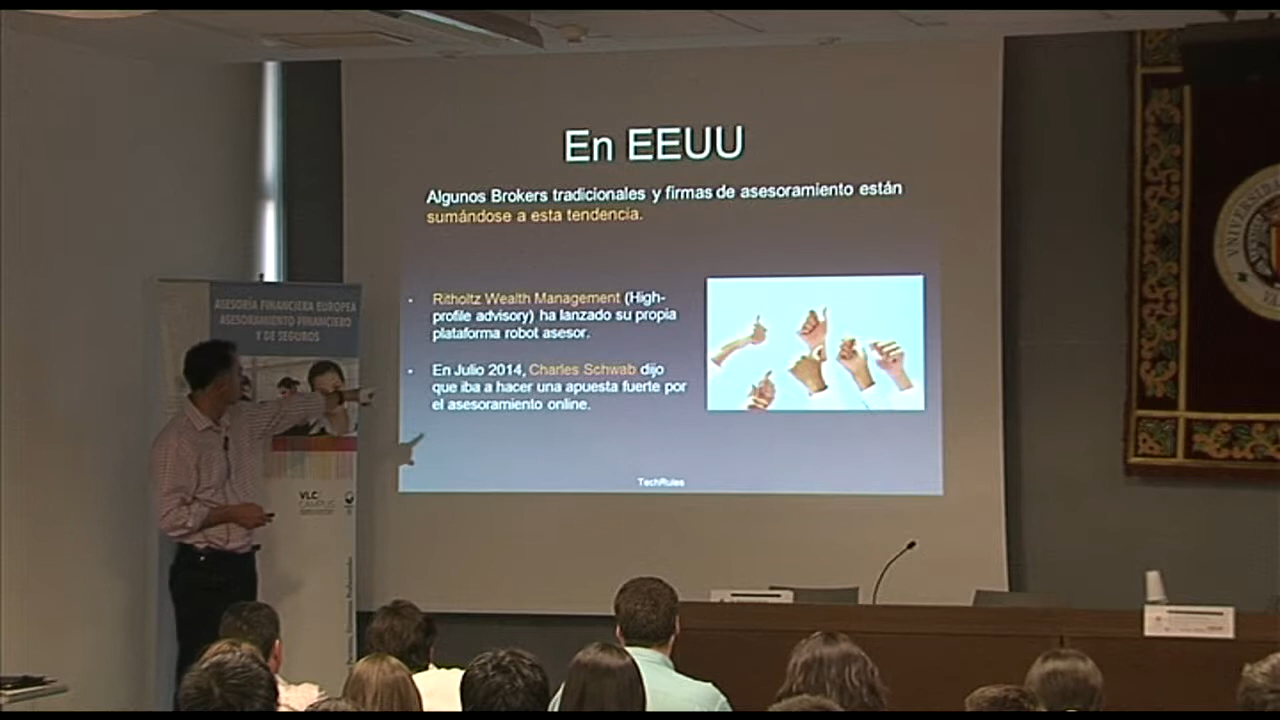 En EEUU
Algunos Brokers tradicionales y firmas de asesoramiento están
sumándose a esta tendencia.
Ritholtz Wealth Management (High-
profile advisory) ha lanzado su propia
plataforma robot asesor.
En Julio 2014, Charles Schwab dijo
que iba a hacer una apuesta fuerte por
el asesoramiento online.
TechRules
ASESORÍA FINANCIERA EUROPEA
ASESORAMIENTO FINANCIERO
Y DE SEGUROS
VLC
CAMPUS